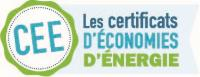 CEE
Les certificats
D'ÉCONOMIES
D'ÉNERGIE